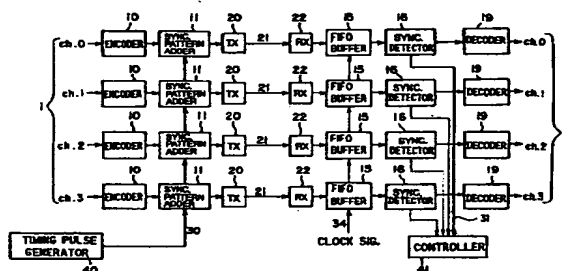 10 11 20 22 15 16 19
ch.0 ENCODER SYNC. PATTERN ADDER TX 21 RX FIFO BUFFER SYNC. DETECTOR DECODER ch.0
10 11 20 22 15 16 19
ch.1 ENCODER SYNC. PATTERN ADDER TX 21 RX FIFO BUFFER SYNC. DETECTOR DECODER ch.1
1
10 11 20 22 15 16 19
ch.2 ENCODER SYNC. PATTERN ADDER TX 21 RX FIFO BUFFER SYNC. DETECTOR DECODER ch.2
10 11 20 22 15 16 19
ch.3 ENCODER SYNC. PATTERN ADDER TX 21 RX FIFO BUFFER SYNC. DETECTOR DECODER ch.3
30 34 31
TIMING PULSE GENERATOR CLOCK SIG. CONTROLLER
40 41